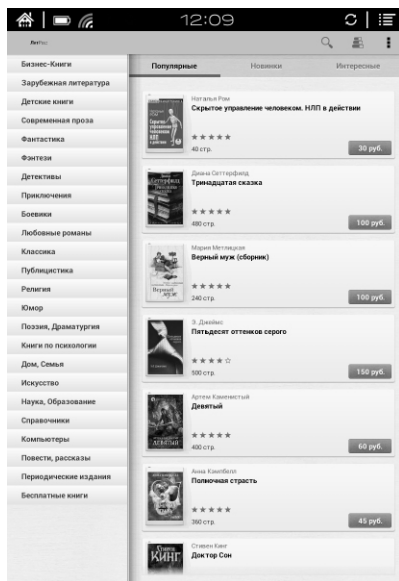 12:09
ЛитРес:
Бизнес-Книги
Зарубежная литература
Детские книги
Современная проза
Фантастика
Фэнтези
Детективы
Приключения
Боевики
Любовные романы
Классика
Публицистика
Религия
Юмор
Поэзия, Драматургия
Книги по психологии
Дом, Семья
Искусство
Наука, Образование
Справочники
Компьютеры
Повести, рассказы
Периодические издания
Бесплатные книги
Популярные
Новинки
Интересные
Наталья Ром
Скрытое управление человеком. НЛП в действии
40 стр.
30 руб.
Диана Сеттерфилд
Тринадцатая сказка
480 стр.
100 руб.
Мария Метлицкая
Верный муж (сборник)
240 стр.
100 руб.
Э. Джеймс
Пятьдесят оттенков серого
500 стр.
150 руб.
Артем Каменистый
Девятый
ДЕВЯТЫЙ
400 стр.
60 руб.
Анна Кэмпбелл
Полночная страсть
360 стр.
45 руб.
Стивен Кинг
Доктор Сон
Стивен
КИНГ